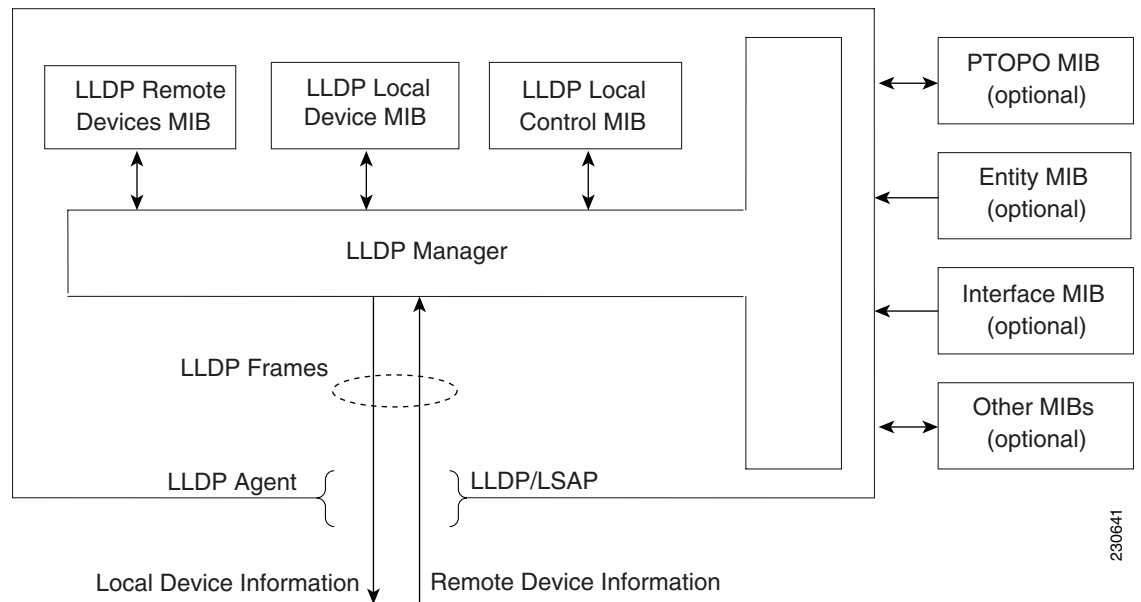 LLDP Remote
Devices MIB
LLDP Local
Device MIB
LLDP Local
Control MIB
PTOPO MIB
(optional)
Entity MIB
(optional)
LLDP Manager
Interface MIB
(optional)
LLDP Frames
Other MIBs
(optional)
LLDP Agent
LLDP/LSAP
230641
Local Device Information
Remote Device Information